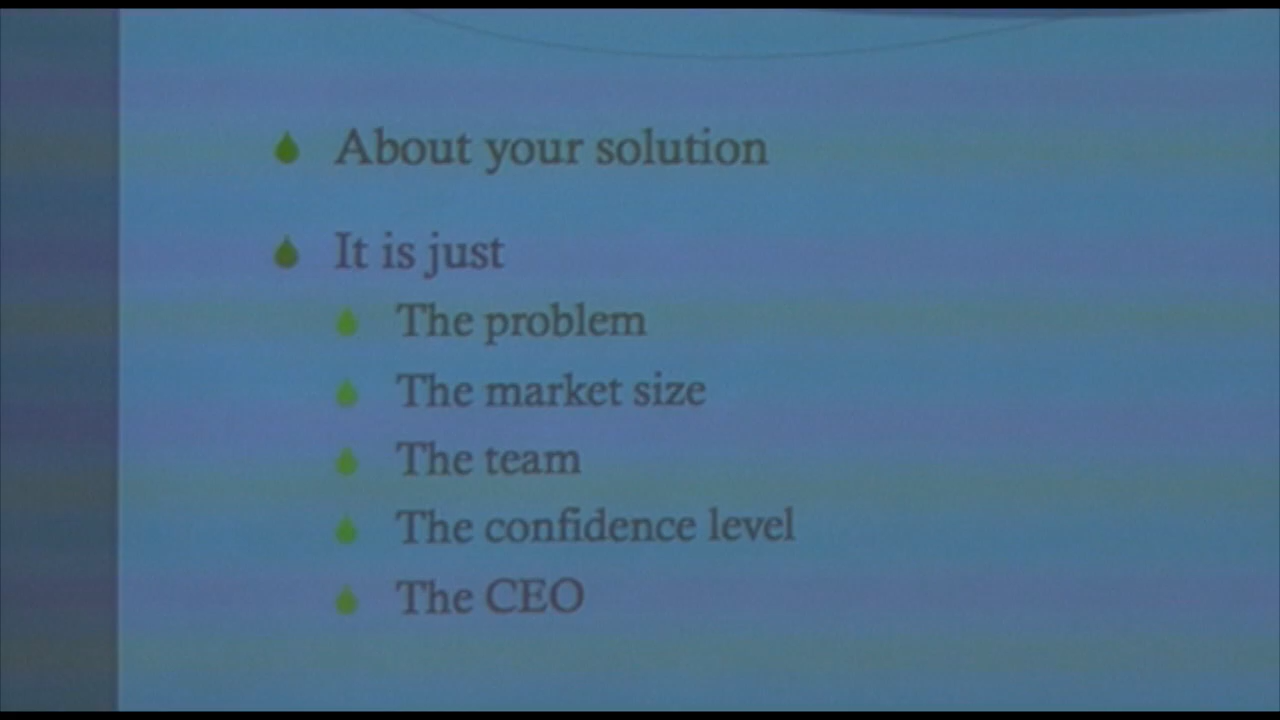 About your solution
It is just
The problem
The market size
The team
The confidence level
The CEO